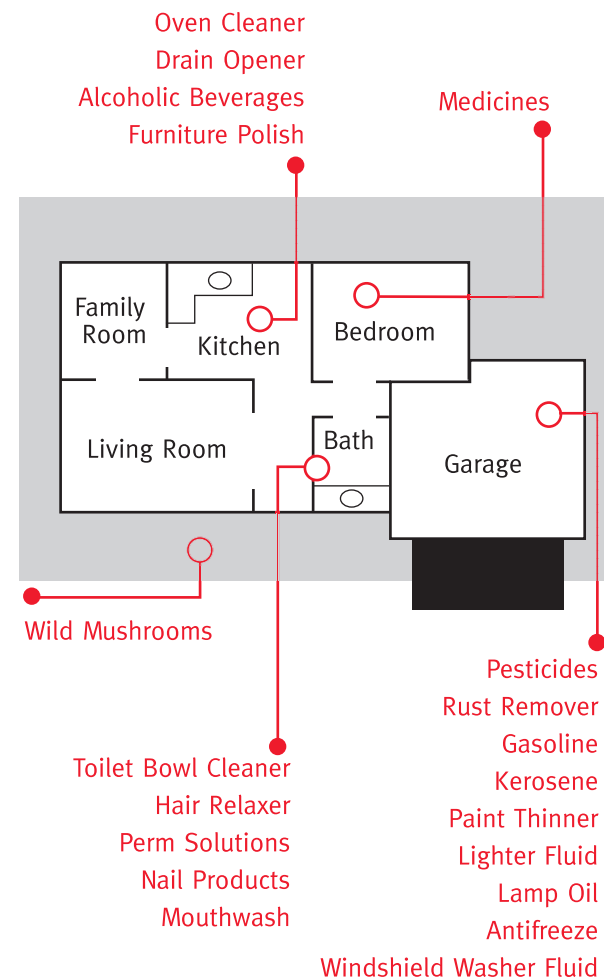 Oven Cleaner
Drain Opener
Alcoholic Beverages
Furniture Polish
Medicines
Family
Room
Kitchen
Bedroom
Living Room
Bath
Garage
Wild Mushrooms
Toilet Bowl Cleaner
Hair Relaxer
Perm Solutions
Nail Products
Mouthwash
Pesticides
Rust Remover
Gasoline
Kerosene
Paint Thinner
Lighter Fluid
Lamp Oil
Antifreeze
Windshield Washer Fluid